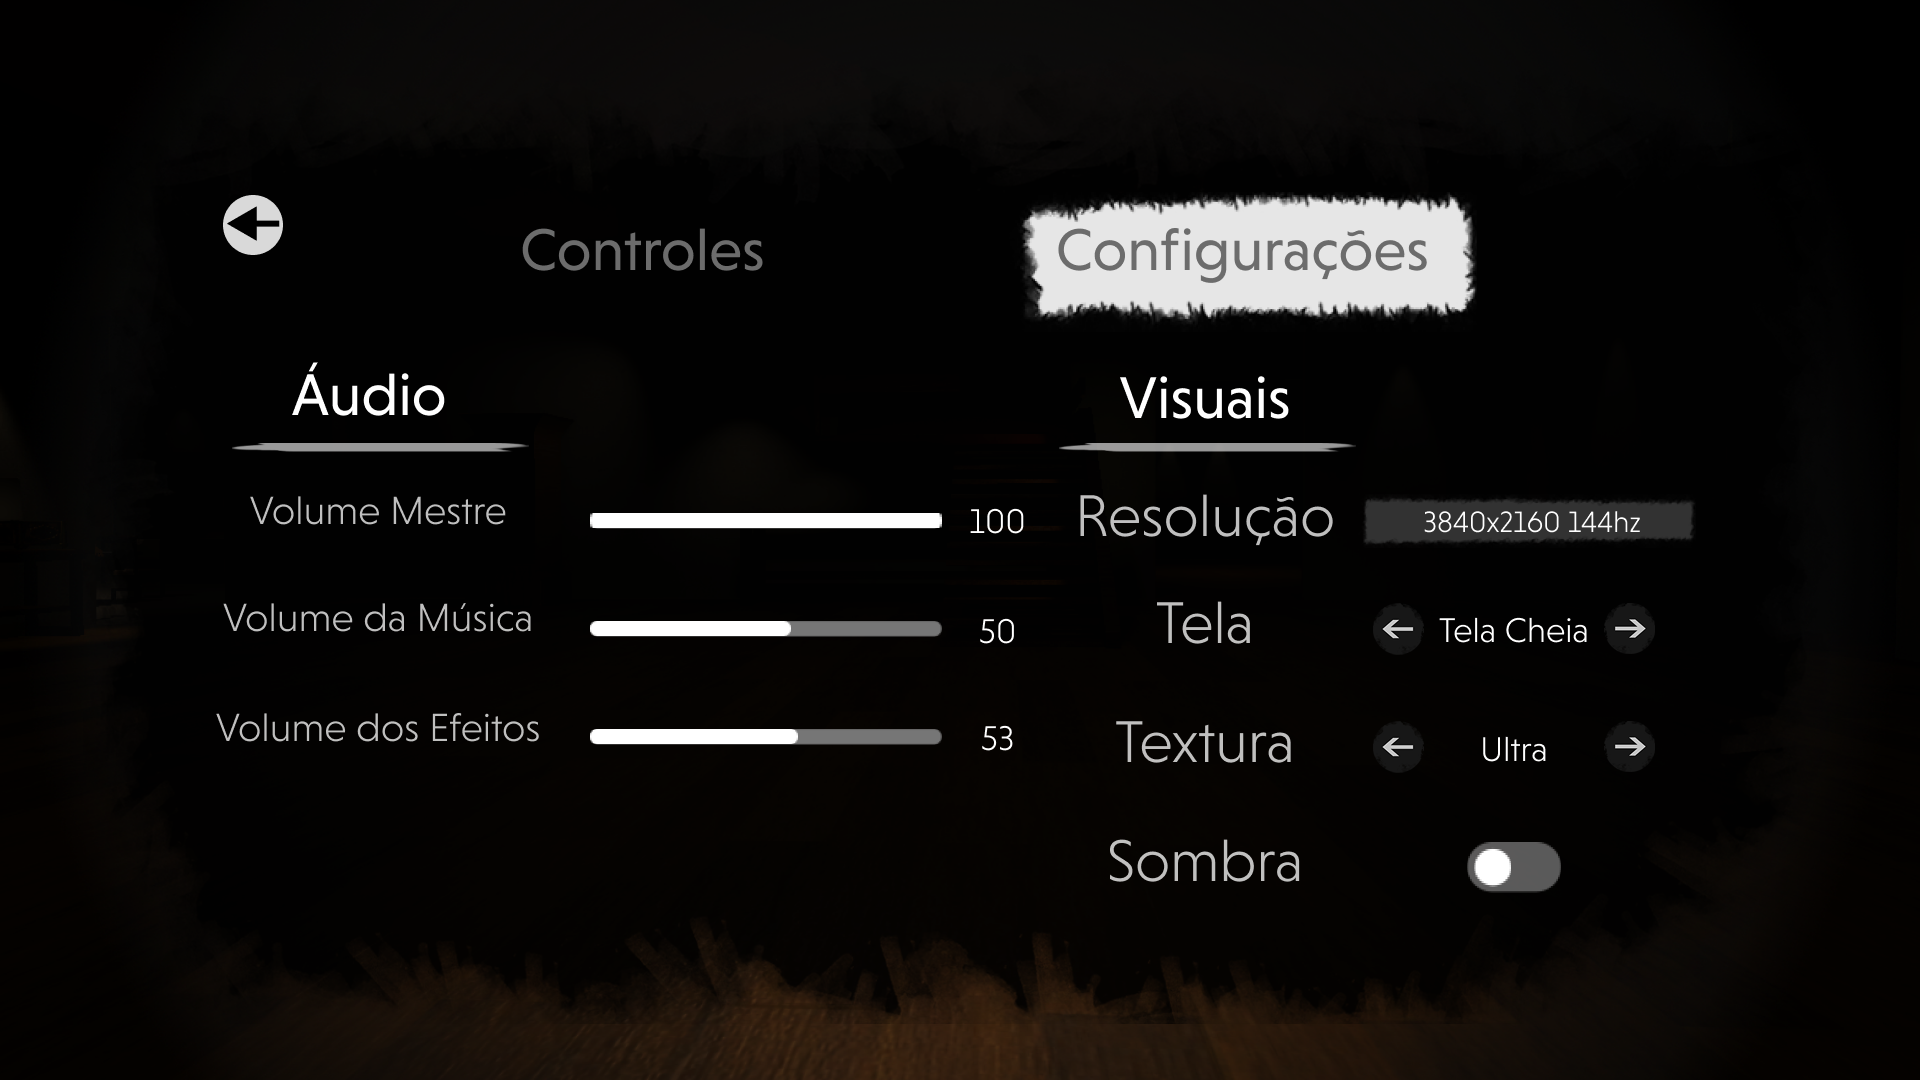 Controles
Configurações
Áudio
Volume Mestre
100
Volume da Música
50
Volume dos Efeitos
53
Visuais
Resolução
3840x2160 144hz
Tela
Tela Cheia
Textura
Ultra
Sombra